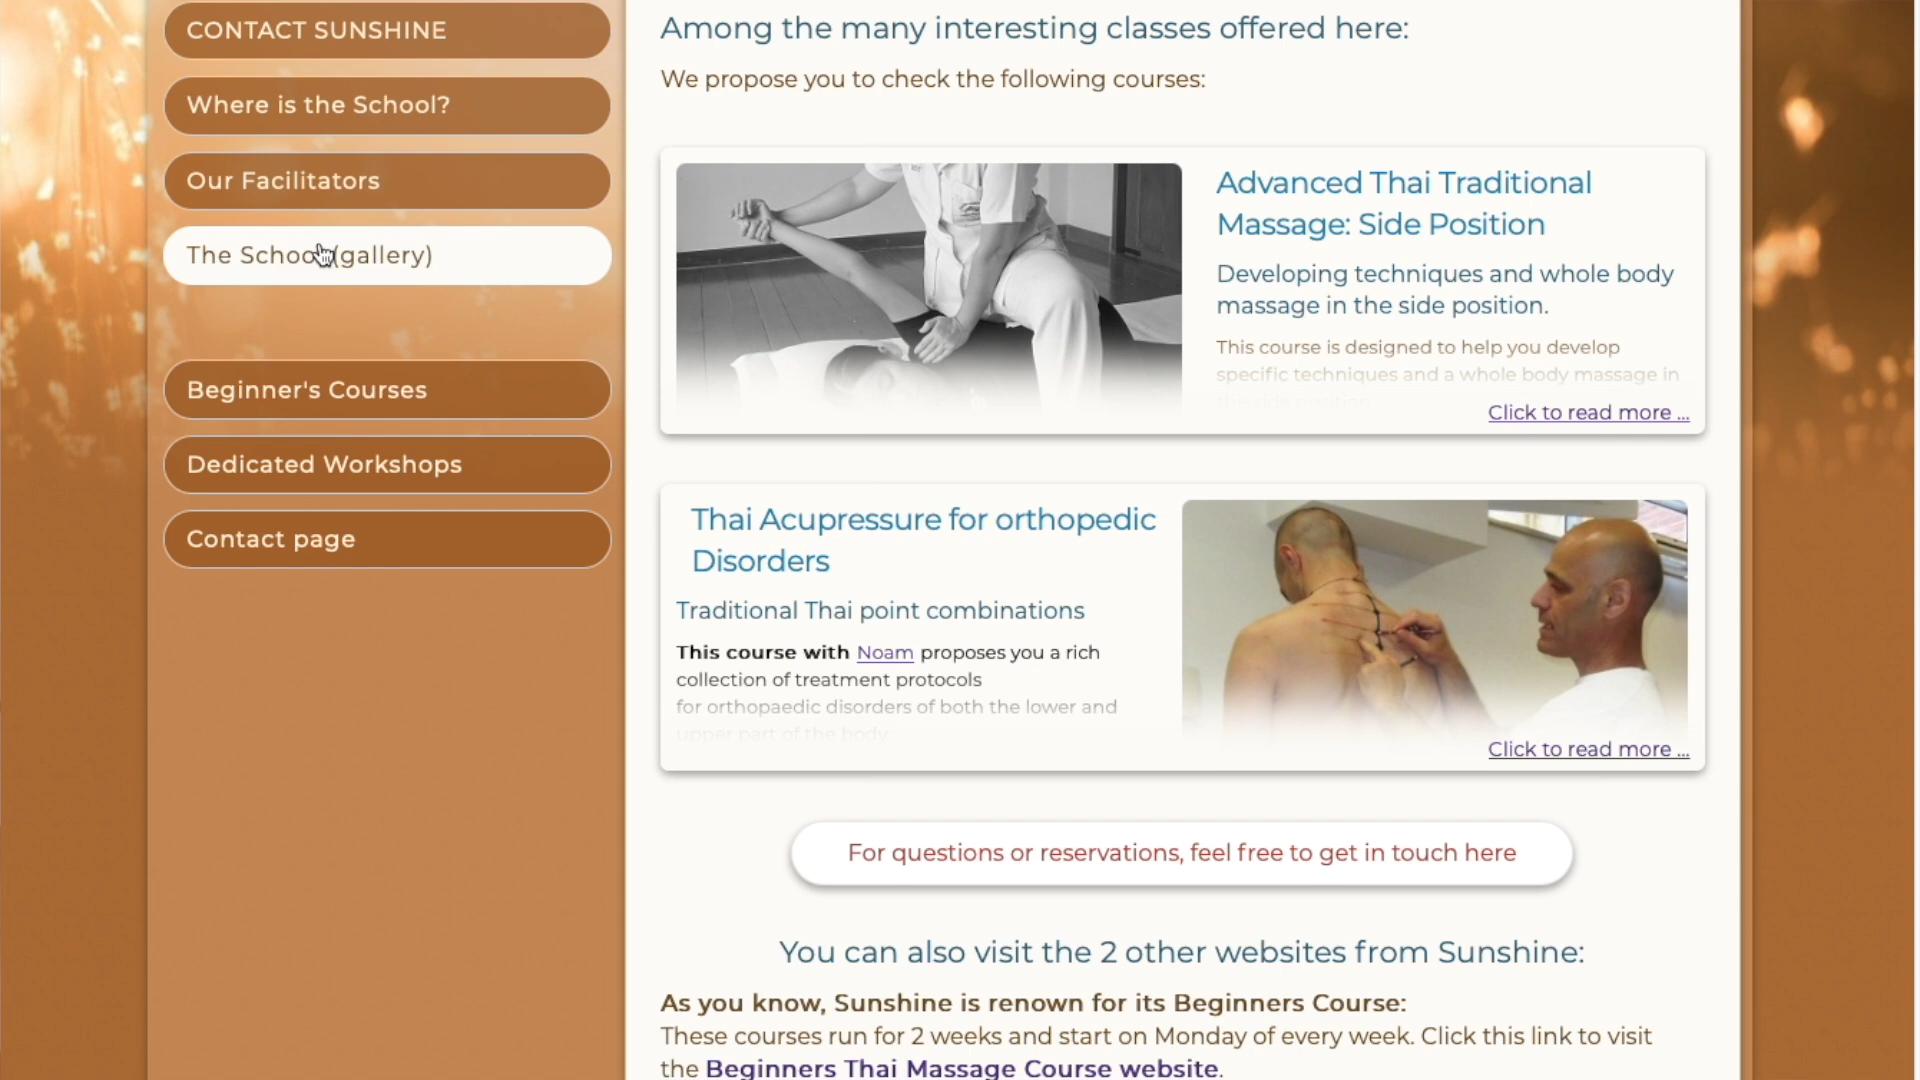 CONTACT SUNSHINE
Where is the School?
Our Facilitators
The School (gallery)
Beginner's Courses
Dedicated Workshops
Contact page
Among the many interesting classes offered here:
We propose you to check the following courses:
Advanced Thai Traditional
Massage: Side Position
Developing techniques and whole body
massage in the side position.
This course is designed to help you develop
specific techniques and a whole body massage in
the side position.
Click to read more ...
Thai Acupressure for orthopedic
Disorders
Traditional Thai point combinations
This course with Noam proposes you a rich
collection of treatment protocols
for orthopaedic disorders of both the lower and
upper part of the body.
Click to read more ...
For questions or reservations, feel free to get in touch here
You can also visit the 2 other websites from Sunshine:
As you know, Sunshine is renown for its Beginners Course:
These courses run for 2 weeks and start on Monday of every week. Click this link to visit
the Beginners Thai Massage Course website.